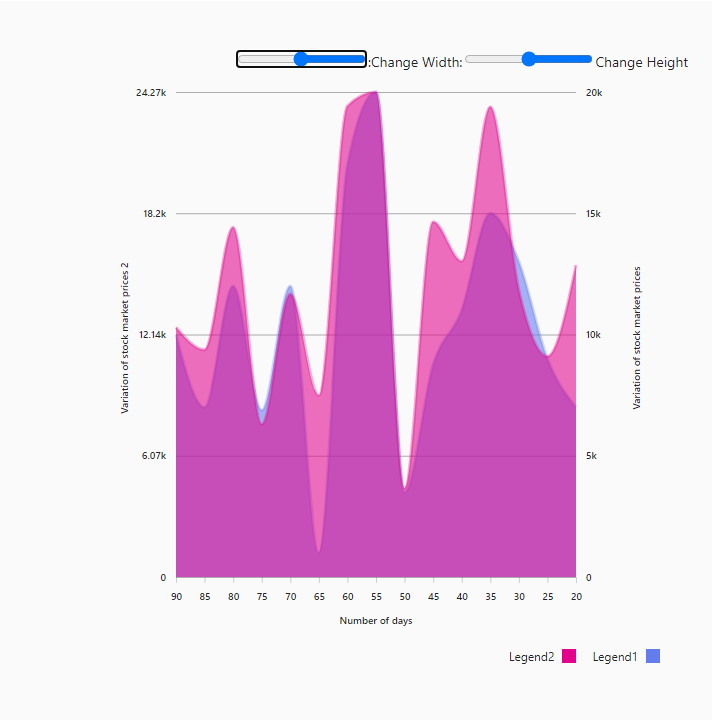 :Change Width:
Change Height
24.27k
20k
18.2k
15k
12.14k
10k
6.07k
5k
0
0
Variation of stock market prices 2
Variation of stock market prices
90 85 80 75 70 65 60 55 50 45 40 35 30 25 20
Number of days
Legend2 Legend1